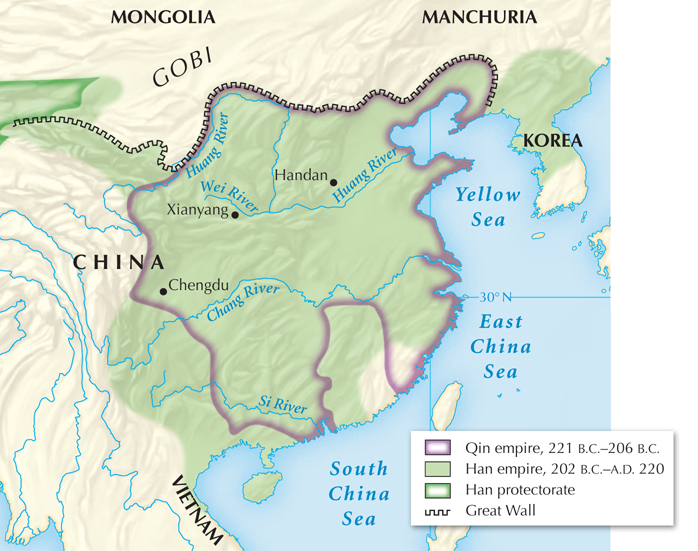 MONGOLIA
MANCHURIA
GOBI
KOREA
Huang River
Handan
Huang River
Wei River
Xianyang
Yellow
Sea
CHINA
Chengdu
Chang River
30° N
East
China
Sea
Si River
South
China
Sea
VIETNAM
Qin empire, 221 B.C.–206 B.C.
Han empire, 202 B.C.–A.D. 220
Han protectorate
Great Wall